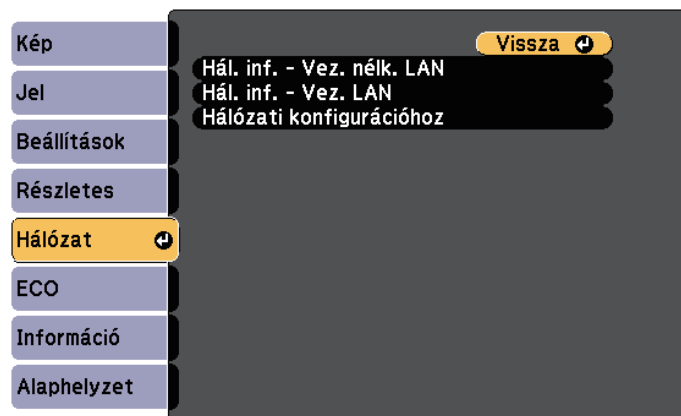 Kép
Jel
Beállítások
Részletes
Hálózat
ECO
Információ
Alaphelyzet
Vissza
Hál. inf. - Vez. nélk. LAN
Hál. inf. - Vez. LAN
Hálózati konfigurációhoz